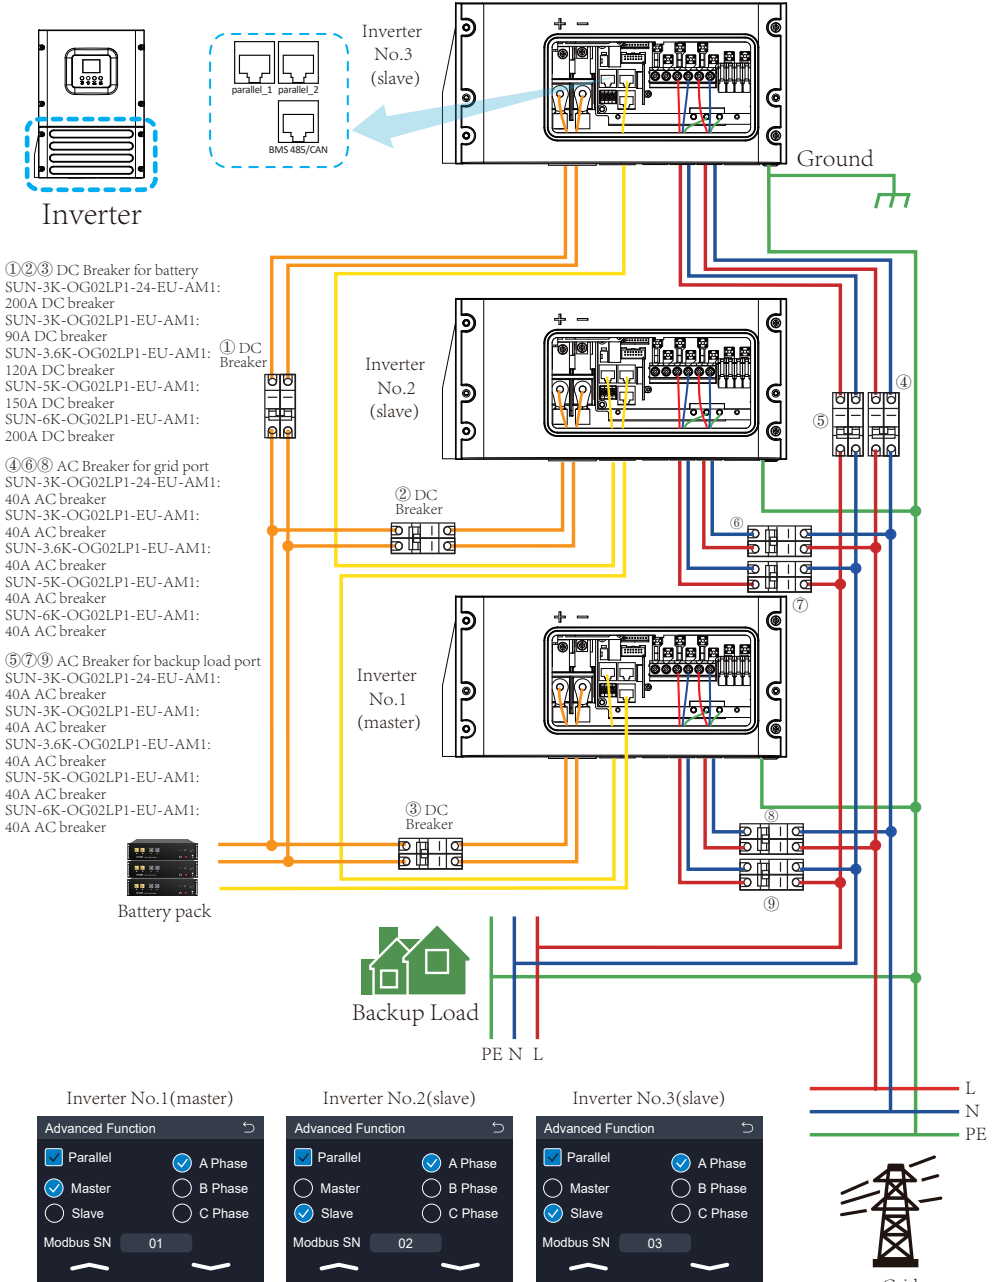 Inverter
No.3
(slave)
parallel_1 parallel_2
BMS 485/CAN
Inverter
Ground
①②③ DC Breaker for battery
SUN-3K-OG02LP1-24-EU-AM1:
200A DC breaker
SUN-3K-OG02LP1-EU-AM1:
90A DC breaker
SUN-3.6K-OG02LP1-EU-AM1:
120A DC breaker
SUN-5K-OG02LP1-EU-AM1:
150A DC breaker
SUN-6K-OG02LP1-EU-AM1:
200A DC breaker
① DC
Breaker
Inverter
No.2
(slave)
④
⑤
④⑥⑧ AC Breaker for grid port
SUN-3K-OG02LP1-24-EU-AM1:
40A AC breaker
SUN-3K-OG02LP1-EU-AM1:
40A AC breaker
SUN-3.6K-OG02LP1-EU-AM1:
40A AC breaker
SUN-5K-OG02LP1-EU-AM1:
40A AC breaker
SUN-6K-OG02LP1-EU-AM1:
40A AC breaker
② DC
Breaker
⑥
⑦
⑤⑦⑨ AC Breaker for backup load port
SUN-3K-OG02LP1-24-EU-AM1:
40A AC breaker
SUN-3K-OG02LP1-EU-AM1:
40A AC breaker
SUN-3.6K-OG02LP1-EU-AM1:
40A AC breaker
SUN-5K-OG02LP1-EU-AM1:
40A AC breaker
SUN-6K-OG02LP1-EU-AM1:
40A AC breaker
Inverter
No.1
(master)
③ DC
Breaker
⑧
⑨
Battery pack
Backup Load
PE N L
L
N
PE
Inverter No.1(master)
Advanced Function
Parallel
A Phase
Master
B Phase
Slave
C Phase
Modbus SN 01
Inverter No.2(slave)
Advanced Function
Parallel
A Phase
Master
B Phase
Slave
C Phase
Modbus SN 02
Inverter No.3(slave)
Advanced Function
Parallel
A Phase
Master
B Phase
Slave
C Phase
Modbus SN 03